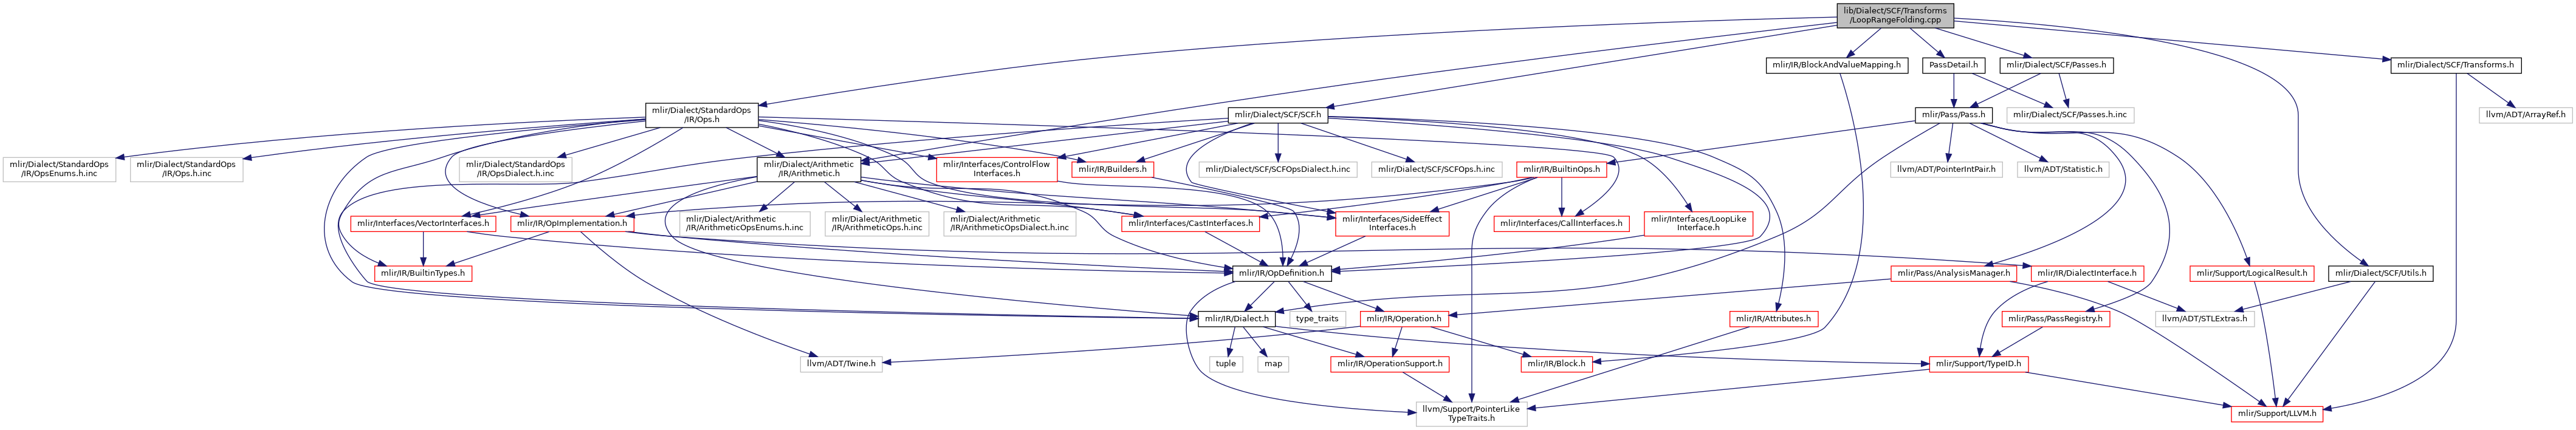 lib/Dialect/SCF/Transforms
/LoopRangeFolding.cpp
mlir/IR/BlockAndValueMapping.h
PassDetail.h
mlir/Dialect/SCF/Passes.h
mlir/Dialect/SCF/Transforms.h
mlir/Dialect/StandardOps
/IR/Ops.h
mlir/Dialect/SCF/SCF.h
mlir/Pass/Pass.h
mlir/Dialect/SCF/Passes.h.inc
llvm/ADT/ArrayRef.h
mlir/Dialect/StandardOps
/IR/OpsEnums.h.inc
mlir/Dialect/StandardOps
/IR/Ops.h.inc
mlir/Dialect/StandardOps
/IR/OpsDialect.h.inc
mlir/Dialect/Arithmetic
/IR/Arithmetic.h
mlir/Interfaces/ControlFlow
Interfaces.h
mlir/IR/Builders.h
mlir/Dialect/SCF/SCFOpsDialect.h.inc
mlir/Dialect/SCF/SCFOps.h.inc
mlir/IR/BuiltinOps.h
llvm/ADT/PointerIntPair.h
llvm/ADT/Statistic.h
mlir/Interfaces/VectorInterfaces.h
mlir/IR/OpImplementation.h
mlir/Dialect/Arithmetic
/IR/ArithmeticOpsEnums.h.inc
mlir/Dialect/Arithmetic
/IR/ArithmeticOps.h.inc
mlir/Dialect/Arithmetic
/IR/ArithmeticOpsDialect.h.inc
mlir/Interfaces/CastInterfaces.h
mlir/Interfaces/SideEffect
Interfaces.h
mlir/Interfaces/CallInterfaces.h
mlir/Interfaces/LoopLike
Interface.h
mlir/IR/BuiltinTypes.h
mlir/IR/OpDefinition.h
mlir/Pass/AnalysisManager.h
mlir/IR/DialectInterface.h
mlir/Support/LogicalResult.h
mlir/Dialect/SCF/Utils.h
mlir/IR/Dialect.h
type_traits
mlir/IR/Operation.h
mlir/IR/Attributes.h
mlir/Pass/PassRegistry.h
llvm/ADT/STLExtras.h
llvm/ADT/Twine.h
tuple
map
mlir/IR/OperationSupport.h
mlir/IR/Block.h
mlir/Support/TypeID.h
llvm/Support/PointerLike
TypeTraits.h
mlir/Support/LLVM.h